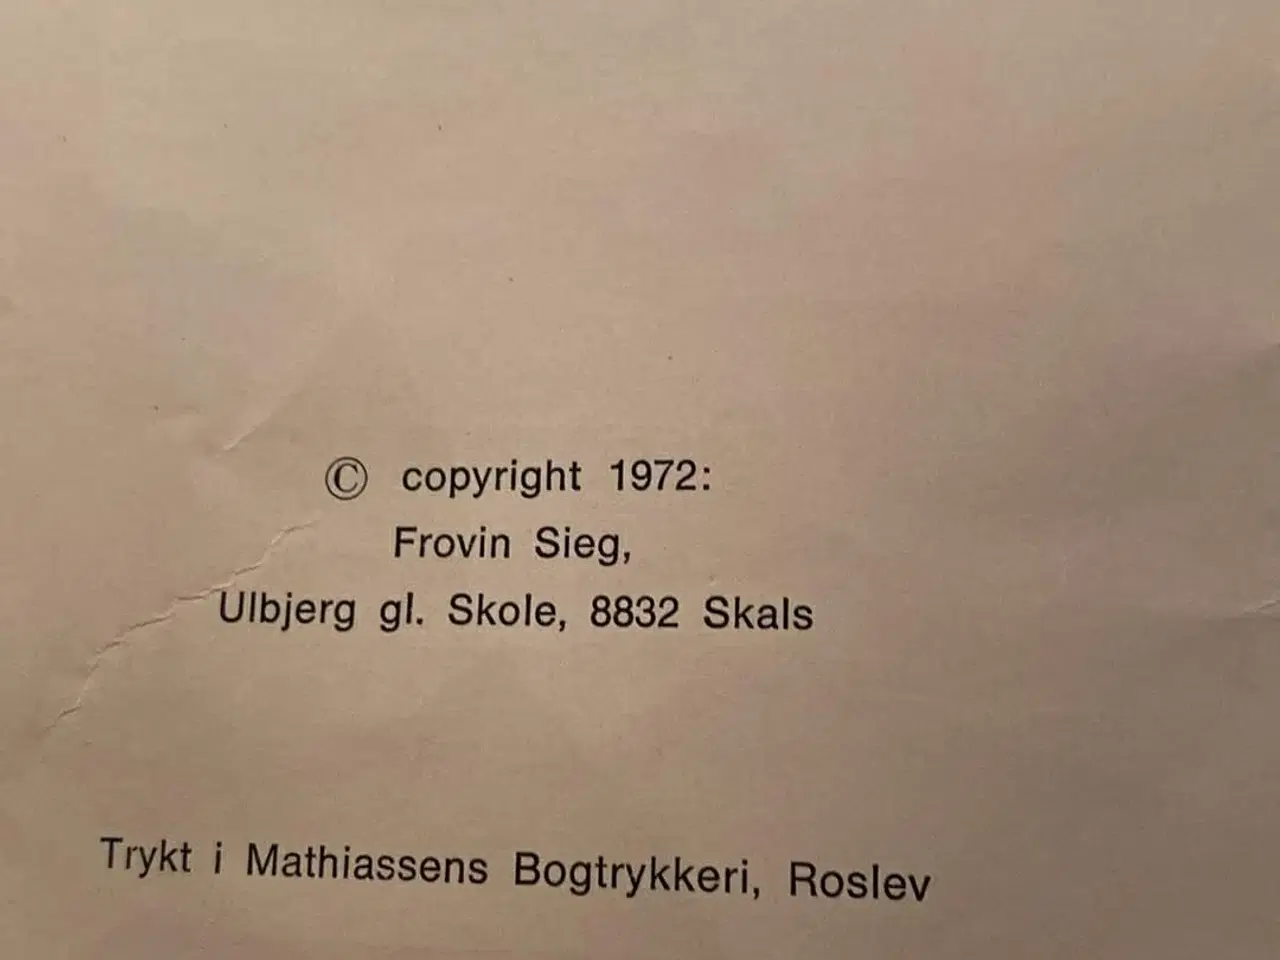 © copyright 1972:
Frovin Sieg,
Ulbjerg gl. Skole, 8832 Skals
Trykt i Mathiassens Bogtrykkeri, Roslev